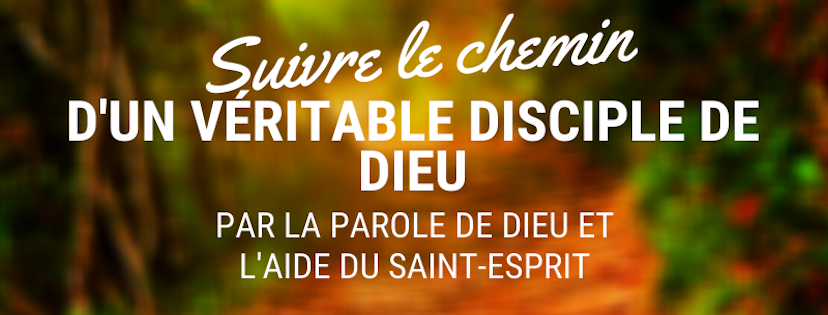 Suivre le chemin
D'UN VÉRITABLE DISCIPLE DE
DIEU
PAR LA PAROLE DE DIEU ET
L'AIDE DU SAINT-ESPRIT